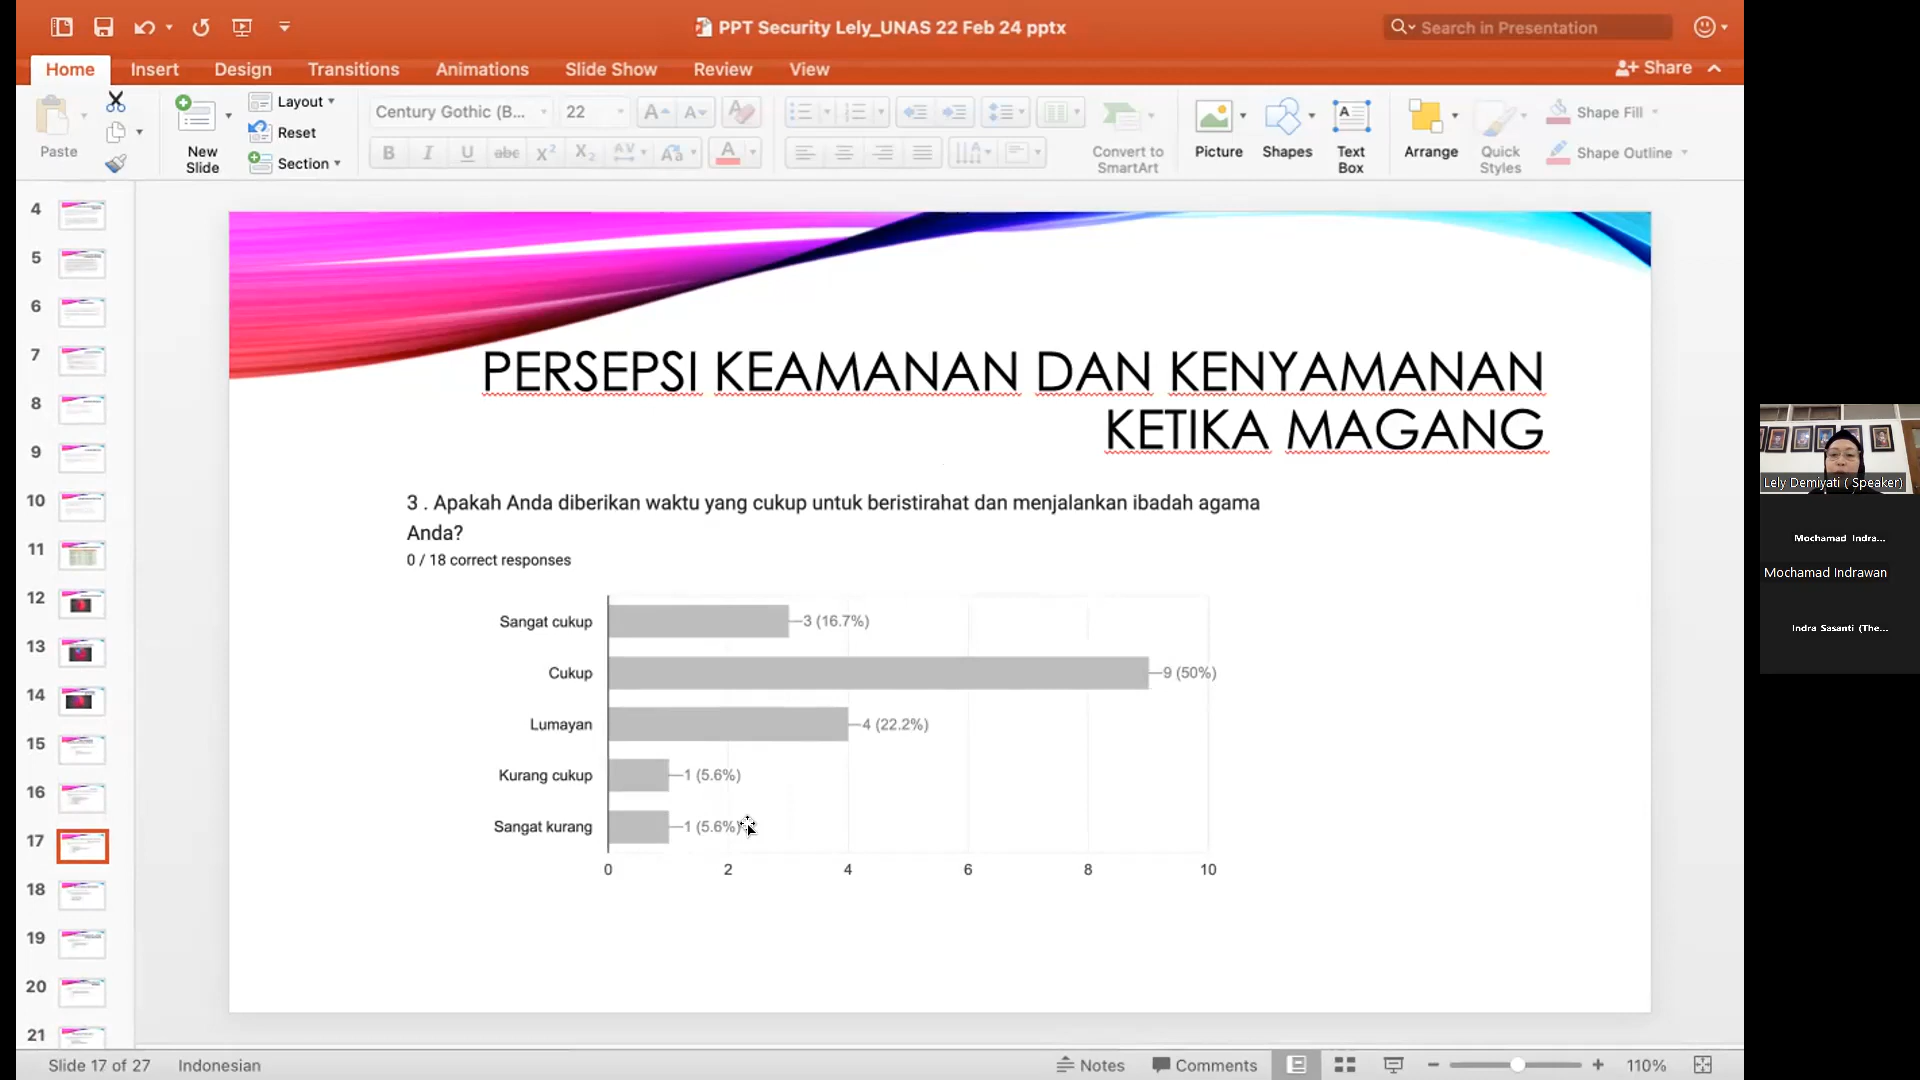 PPT Security Lely_UNAS 22 Feb 24 pptx
Search in Presentation
Home Insert Design Transitions Animations Slide Show Review View
Share
Paste
New Slide
Layout
Reset
Section
Century Gothic (B... 22
B I U abc X² X₂ AV Aa A
Convert to SmartArt
Picture
Shapes
Text Box
Arrange
Quick Styles
Shape Fill
Shape Outline
4
5
6
7
8
9
10
11
12
13
14
15
16
17
18
19
20
21
PERSEPSI KEAMANAN DAN KENYAMANAN
KETIKA MAGANG
3 . Apakah Anda diberikan waktu yang cukup untuk beristirahat dan menjalankan ibadah agama
Anda?
0 / 18 correct responses
Sangat cukup 3 (16.7%)
Cukup 9 (50%)
Lumayan 4 (22.2%)
Kurang cukup 1 (5.6%)
Sangat kurang 1 (5.6%)
0 2 4 6 8 10
Lely Demiyati ( Speaker)
Mochamad Indra...
Mochamad Indrawan
Indra Sasanti (The...
Slide 17 of 27 Indonesian Notes Comments 110%